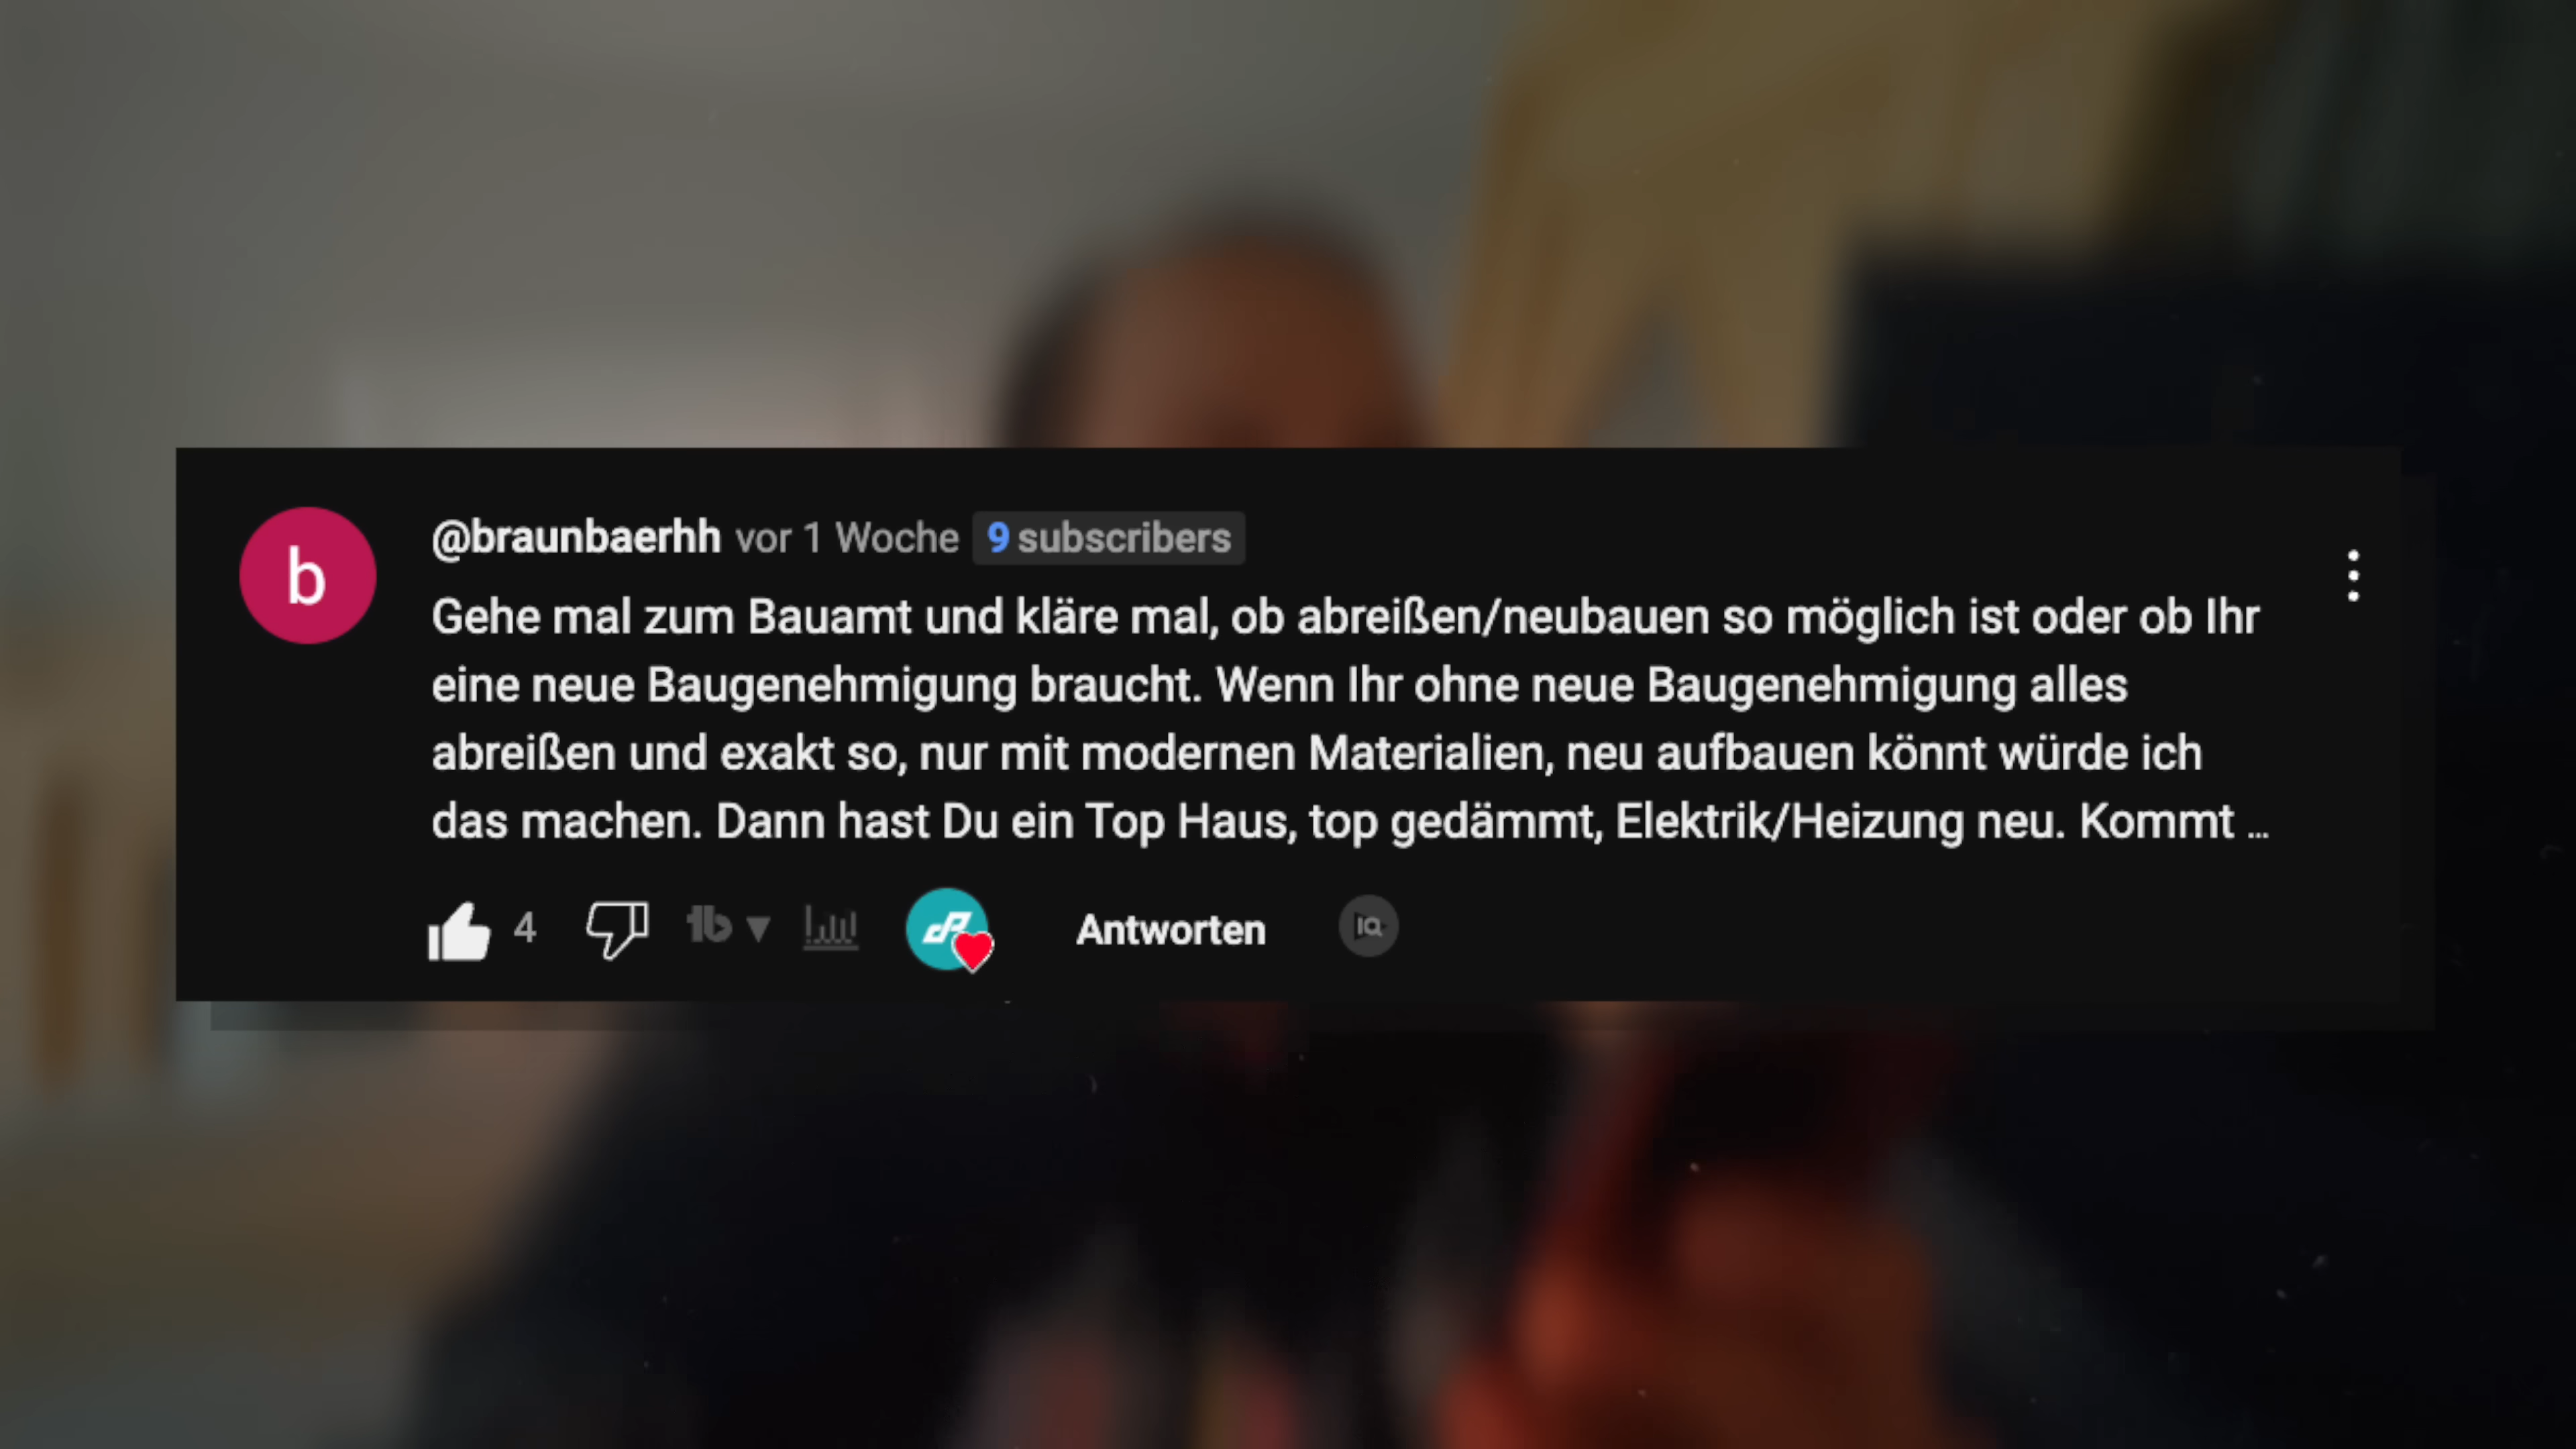 b
@braunbaerhh vor 1 Woche 9 subscribers
Gehe mal zum Bauamt und kläre mal, ob abreißen/neubauen so möglich ist oder ob Ihr
eine neue Baugenehmigung braucht. Wenn Ihr ohne neue Baugenehmigung alles
abreißen und exakt so, nur mit modernen Materialien, neu aufbauen könnt würde ich
das machen. Dann hast Du ein Top Haus, top gedämmt, Elektrik/Heizung neu. Kommt ...
4 tb Antworten IQ